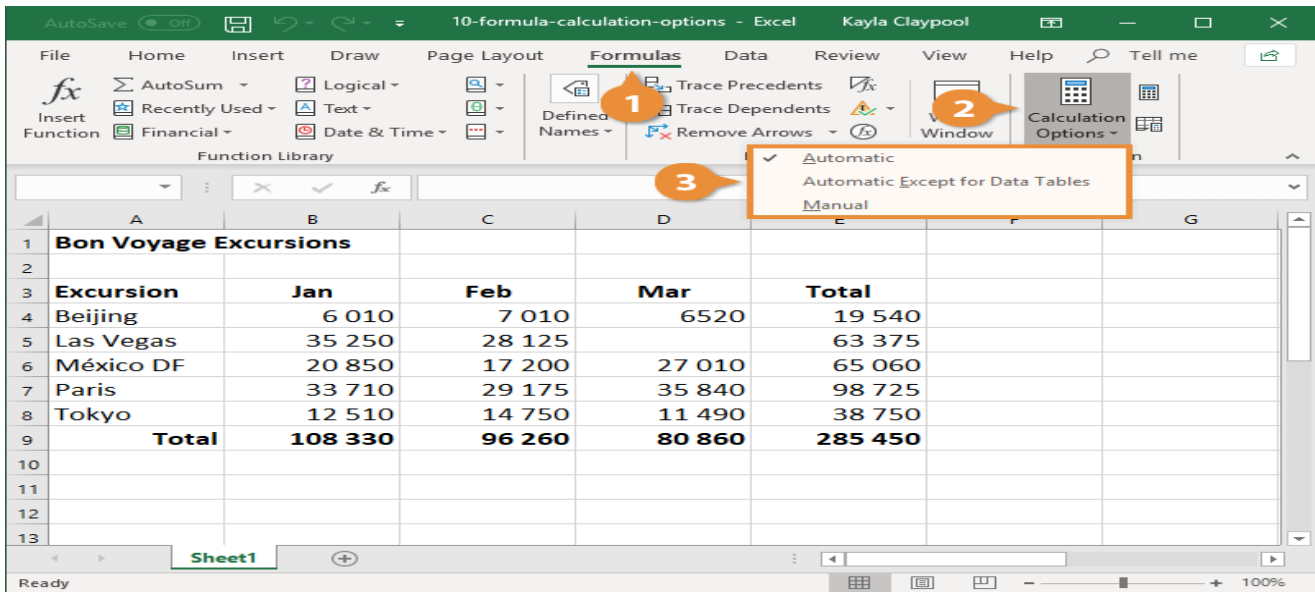 AutoSave Off 10-formula-calculation-options - Excel Kayla Claypool
File Home Insert Draw Page Layout Formulas Data Review View Help Tell me
fx AutoSum Logical Trace Precedents fx
Recently Used Text Trace Dependents
Insert Function Financial Date & Time Defined Names Remove Arrows fx Window Calculation Options
1
2
Function Library
Automatic
3 Automatic Except for Data Tables
Manual
fx
A B C D E F G
1 Bon Voyage Excursions
2
3 Excursion Jan Feb Mar Total
4 Beijing 6 010 7 010 6520 19 540
5 Las Vegas 35 250 28 125 63 375
6 México DF 20 850 17 200 27 010 65 060
7 Paris 33 710 29 175 35 840 98 725
8 Tokyo 12 510 14 750 11 490 38 750
9 Total 108 330 96 260 80 860 285 450
10
11
12
13
Sheet1
Ready 100%